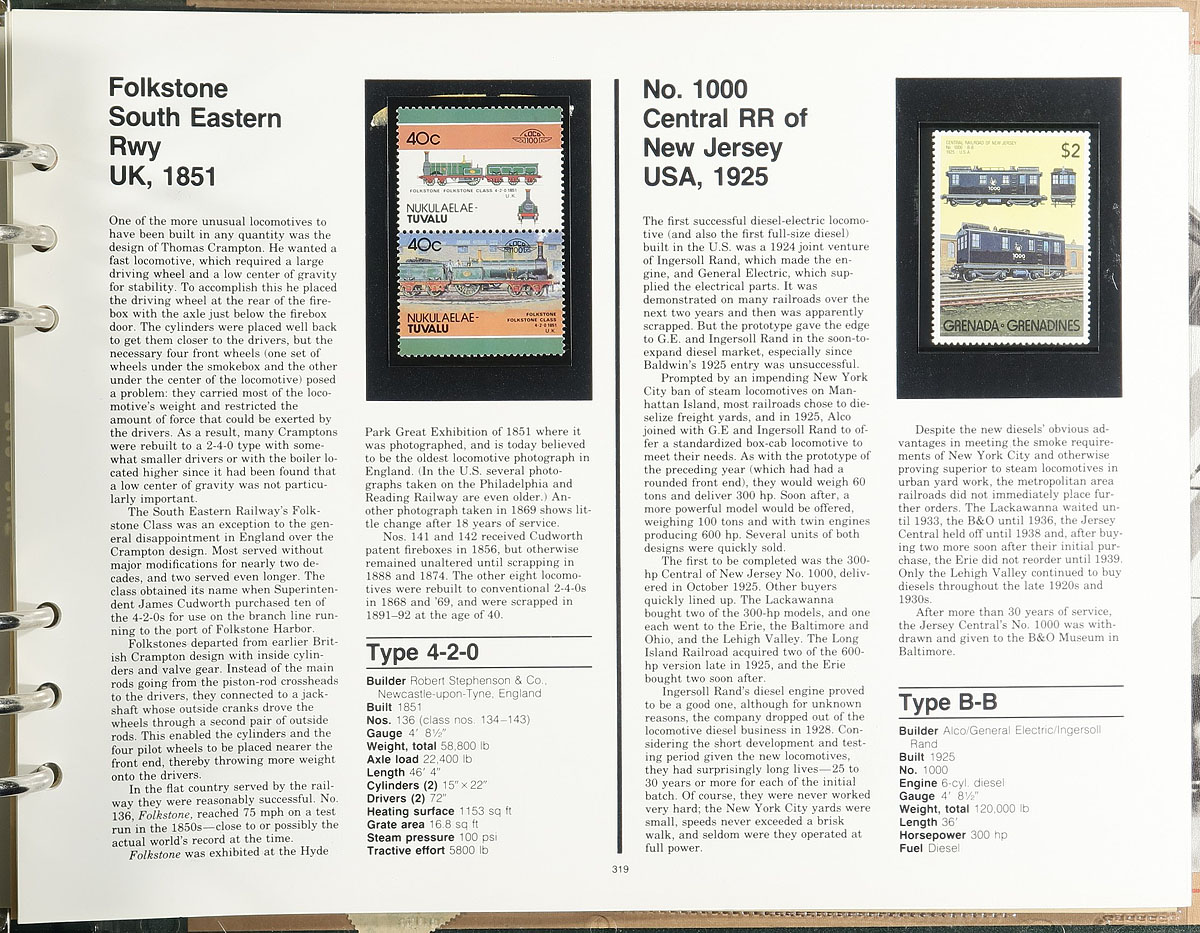 Folkstone
South Eastern
Rwy
UK, 1851
One of the more unusual locomotives to
have been built in any quantity was the
design of Thomas Crampton. He wanted a
fast locomotive, which required a large
driving wheel and a low center of gravity
for stability. To accomplish this he placed
the driving wheel at the rear of the fire-
box with the axle just below the firebox
door. The cylinders were placed well back
to get them closer to the drivers, but the
necessary four front wheels (one set of
wheels under the smokebox and the other
under the center of the locomotive) posed
a problem: they carried most of the loco-
motive's weight and restricted the
amount of force that could be exerted by
the drivers. As a result, many Cramptons
were rebuilt to a 2-4-0 type with some-
what smaller drivers or with the boiler lo-
cated higher since it had been found that
a low center of gravity was not particu-
larly important.
The South Eastern Railway's Folk-
stone Class was an exception to the gen-
eral disappointment in England over the
Crampton design. Most served without
major modifications for nearly two de-
cades, and two served even longer. The
class obtained its name when Superinten-
dent James Cudworth purchased ten of
the 4-2-0s for use on the branch line run-
ning to the port of Folkstone Harbor.
Folkstones departed from earlier Brit-
ish Crampton design with inside cylin-
ders and valve gear. Instead of the main
rods going from the piston-rod crossheads
to the drivers, they connected to a jack-
shaft whose outside cranks drove the
wheels through a second pair of outside
rods. This enabled the cylinders and the
four pilot wheels to be placed nearer the
front end, thereby throwing more weight
onto the drivers.
In the flat country served by the rail-
way they were reasonably successful. No.
136, Folkstone, reached 75 mph on a test
run in the 1850s—close to or possibly the
actual world's record at the time.
Folkstone was exhibited at the Hyde
40c
LOCO
100
FOLKSTONE FOLKSTONE CLASS 4-2-0 1851
U.K.
NUKULAELAE-
TUVALU
40c
LOCO
100
NUKULAELAE-
TUVALU
FOLKSTONE
FOLKSTONE CLASS
4-2-0 1851
U.K.
Park Great Exhibition of 1851 where it
was photographed, and is today believed
to be the oldest locomotive photograph in
England. (In the U.S. several photo-
graphs taken on the Philadelphia and
Reading Railway are even older.) An-
other photograph taken in 1869 shows lit-
tle change after 18 years of service.
Nos. 141 and 142 received Cudworth
patent fireboxes in 1856, but otherwise
remained unaltered until scrapping in
1888 and 1874. The other eight locomo-
tives were rebuilt to conventional 2-4-0s
in 1868 and '69, and were scrapped in
1891–92 at the age of 40.
Type 4-2-0
Builder Robert Stephenson & Co.,
Newcastle-upon-Tyne, England
Built 1851
Nos. 136 (class nos. 134–143)
Gauge 4' 8½"
Weight, total 58,800 lb
Axle load 22,400 lb
Length 46' 4"
Cylinders (2) 15" × 22"
Drivers (2) 72"
Heating surface 1153 sq ft
Grate area 16.8 sq ft
Steam pressure 100 psi
Tractive effort 5800 lb
No. 1000
Central RR of
New Jersey
USA, 1925
The first successful diesel-electric locomo-
tive (and also the first full-size diesel)
built in the U.S. was a 1924 joint venture
of Ingersoll Rand, which made the en-
gine, and General Electric, which sup-
plied the electrical parts. It was
demonstrated on many railroads over the
next two years and then was apparently
scrapped. But the prototype gave the edge
to G.E. and Ingersoll Rand in the soon-to-
expand diesel market, especially since
Baldwin's 1925 entry was unsuccessful.
Prompted by an impending New York
City ban of steam locomotives on Man-
hattan Island, most railroads chose to die-
selize freight yards, and in 1925, Alco
joined with G.E and Ingersoll Rand to of-
fer a standardized box-cab locomotive to
meet their needs. As with the prototype of
the preceding year (which had had a
rounded front end), they would weigh 60
tons and deliver 300 hp. Soon after, a
more powerful model would be offered,
weighing 100 tons and with twin engines
producing 600 hp. Several units of both
designs were quickly sold.
The first to be completed was the 300-
hp Central of New Jersey No. 1000, deliv-
ered in October 1925. Other buyers
quickly lined up. The Lackawanna
bought two of the 300-hp models, and one
each went to the Erie, the Baltimore and
Ohio, and the Lehigh Valley. The Long
Island Railroad acquired two of the 600-
hp version late in 1925, and the Erie
bought two soon after.
Ingersoll Rand's diesel engine proved
to be a good one, although for unknown
reasons, the company dropped out of the
locomotive diesel business in 1928. Con-
sidering the short development and test-
ing period given the new locomotives,
they had surprisingly long lives—25 to
30 years or more for each of the initial
batch. Of course, they were never worked
very hard; the New York City yards were
small, speeds never exceeded a brisk
walk, and seldom were they operated at
full power.
CENTRAL RAILROAD OF NEW JERSEY
No. 1000 B-B
1925 U.S.A.
$2
1000
1000
GRENADA · GRENADINES
Despite the new diesels' obvious ad-
vantages in meeting the smoke require-
ments of New York City and otherwise
proving superior to steam locomotives in
urban yard work, the metropolitan area
railroads did not immediately place fur-
ther orders. The Lackawanna waited un-
til 1933, the B&O until 1936, the Jersey
Central held off until 1938 and, after buy-
ing two more soon after their initial pur-
chase, the Erie did not reorder until 1939.
Only the Lehigh Valley continued to buy
diesels throughout the late 1920s and
1930s.
After more than 30 years of service,
the Jersey Central's No. 1000 was with-
drawn and given to the B&O Museum in
Baltimore.
Type B-B
Builder Alco/General Electric/Ingersoll
Rand
Built 1925
No. 1000
Engine 6-cyl. diesel
Gauge 4' 8½"
Weight, total 120,000 lb
Length 36'
Horsepower 300 hp
Fuel Diesel
319